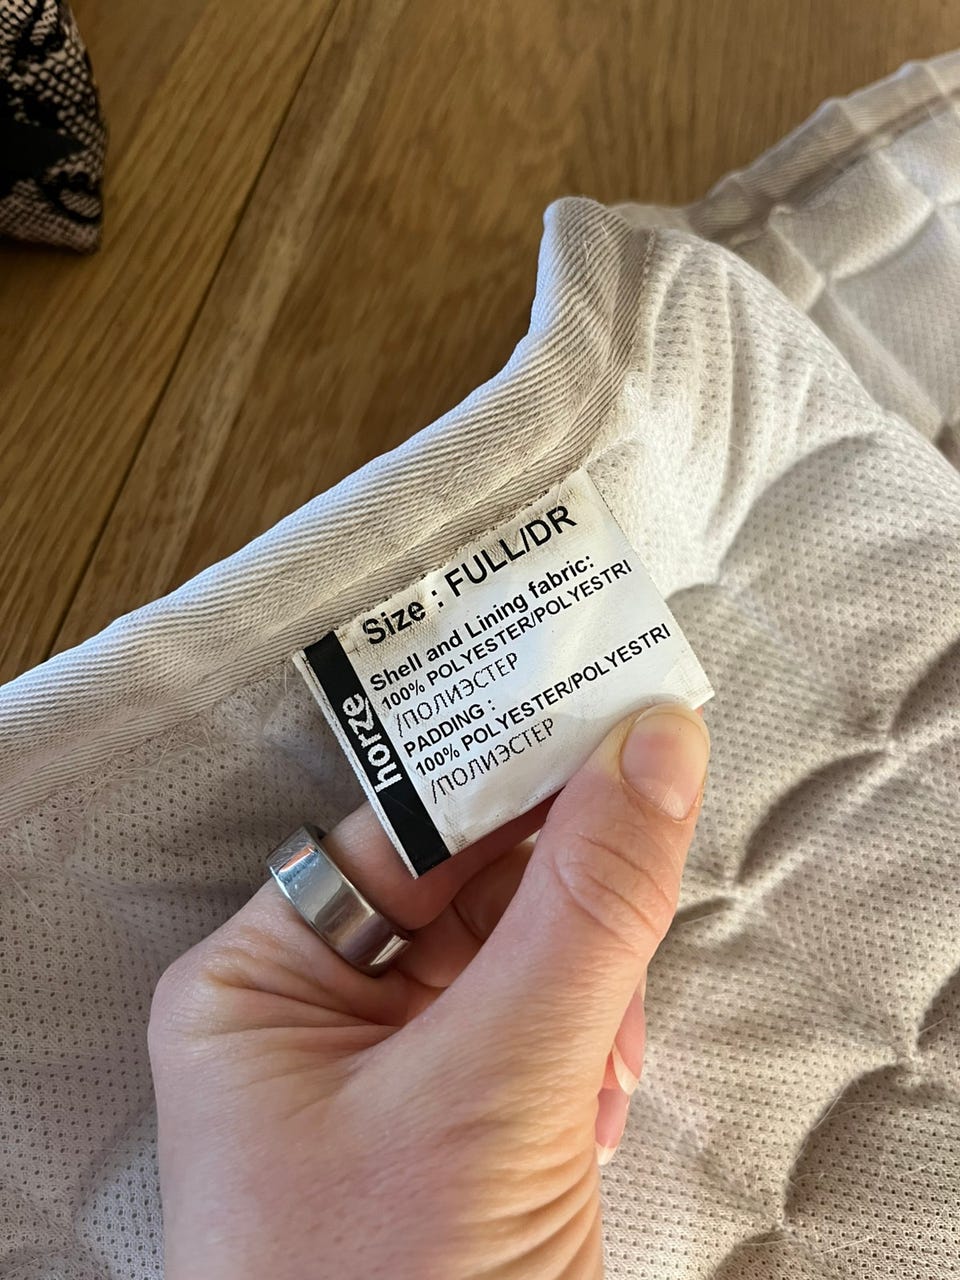 horze
Size : FULL/DR
Shell and Lining fabric:
100% POLYESTER/POLYESTRI
/ПОЛИЭСТЕР
PADDING :
100% POLYESTER/POLYESTRI
/ПОЛИЭСТЕР